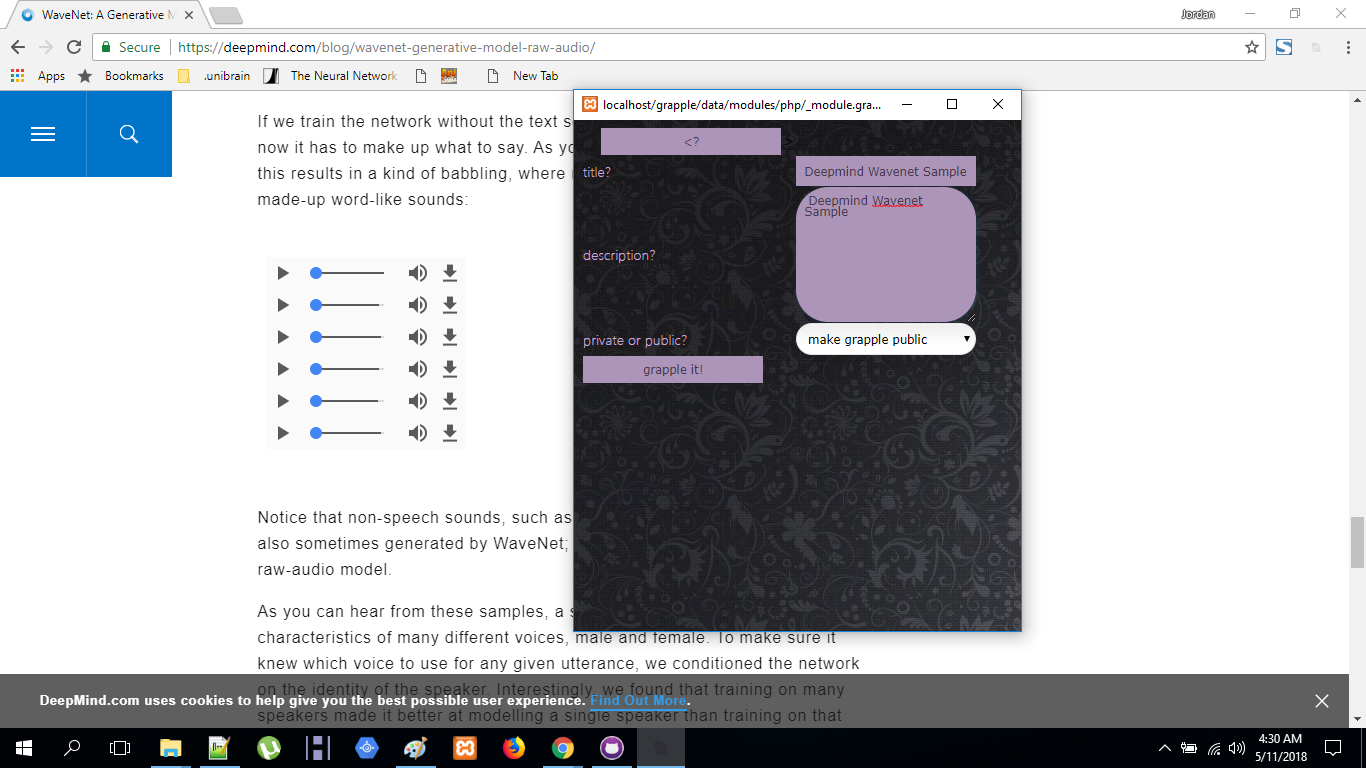 WaveNet: A Generative M
Jordan
Secure
https://deepmind.com/blog/wavenet-generative-model-raw-audio/
Apps
Bookmarks
.unibrain
The Neural Network
New Tab
If we train the network without the text s
now it has to make up what to say. As yo
this results in a kind of babbling, where
made-up word-like sounds:
localhost/grapple/data/modules/php/_module.gra...
<?
>
title?
Deepmind Wavenet Sample
Deepmind Wavenet
Sample
description?
private or public?
make grapple public
grapple it!
Notice that non-speech sounds, such as
also sometimes generated by WaveNet;
raw-audio model.
As you can hear from these samples, a s
characteristics of many different voices, male and female. To make sure it
knew which voice to use for any given utterance, we conditioned the network
on the identity of the speaker. Interestingly, we found that training on many
speakers made it better at modelling a single speaker than training on that
DeepMind.com uses cookies to help give you the best possible user experience. Find Out More.
4:30 AM
5/11/2018